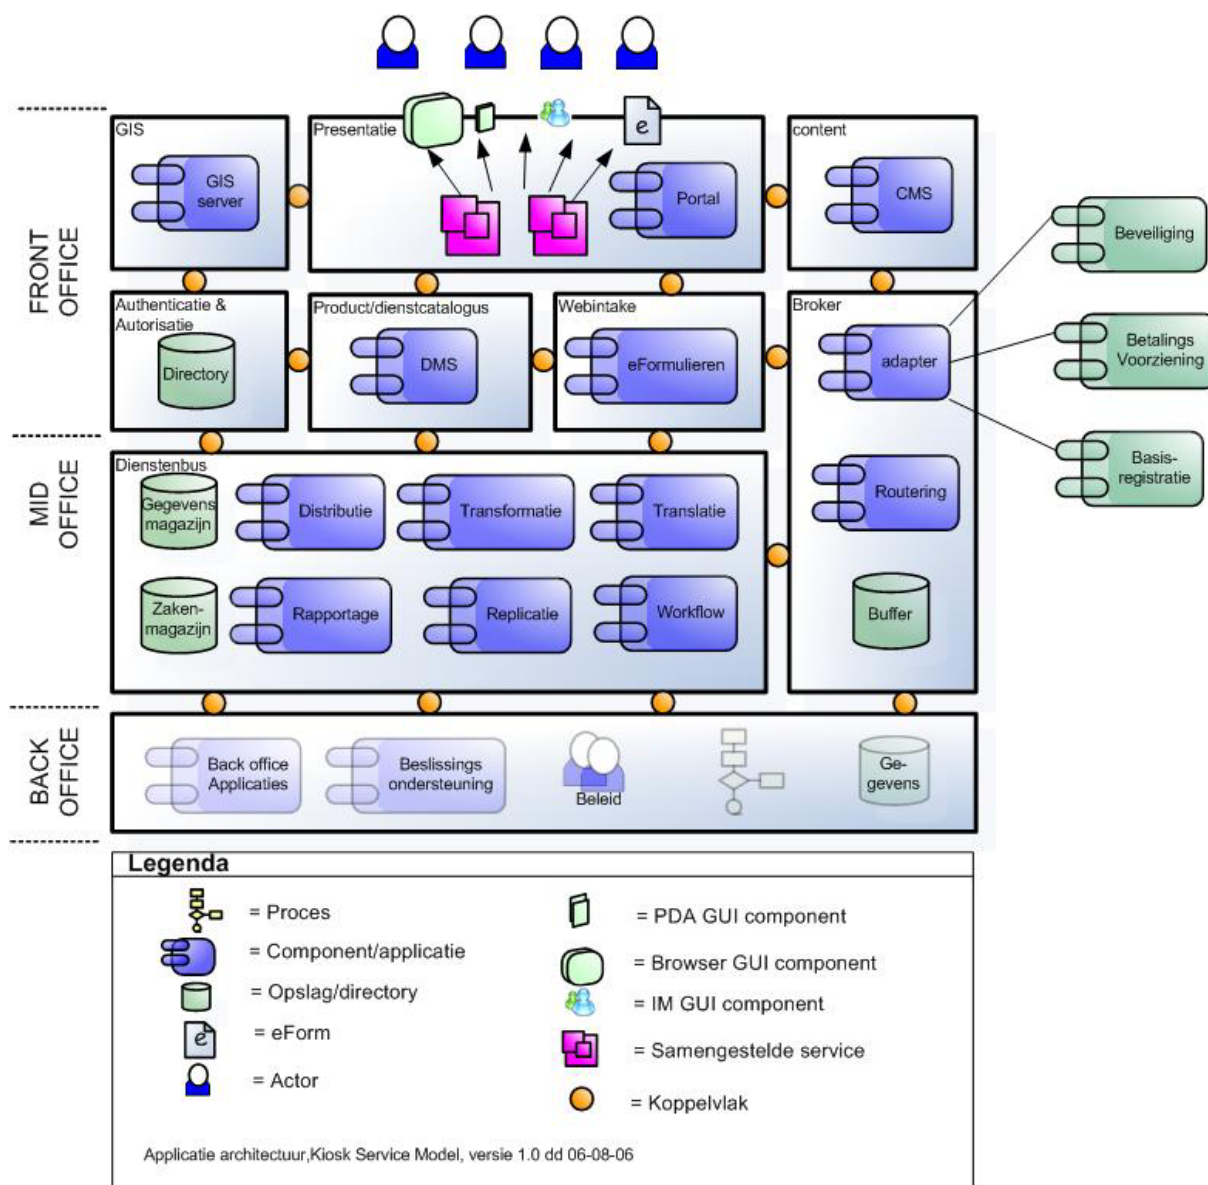 FRONT
OFFICE
GIS
GIS
server
Presentatie
e
Portal
content
CMS
Beveiliging
Authenticatie &
Autorisatie
Directory
Product/dienstcatalogus
DMS
Webintake
eFormulieren
Broker
adapter
Betalings
Voorziening
Basis-
registratie
MID
OFFICE
Dienstenbus
Gegevens
magazijn
Distributie
Transformatie
Translatie
Routering
Zaken-
magazijn
Rapportage
Replicatie
Workflow
Buffer
BACK
OFFICE
Back office
Applicaties
Beslissings
ondersteuning
Beleid
Ge-
gevens
Legenda
= Proces
= Component/applicatie
= Opslag/directory
e
= eForm
= Actor
= PDA GUI component
= Browser GUI component
= IM GUI component
= Samengestelde service
= Koppelvlak
Applicatie architectuur,Kiosk Service Model, versie 1.0 dd 06-08-06